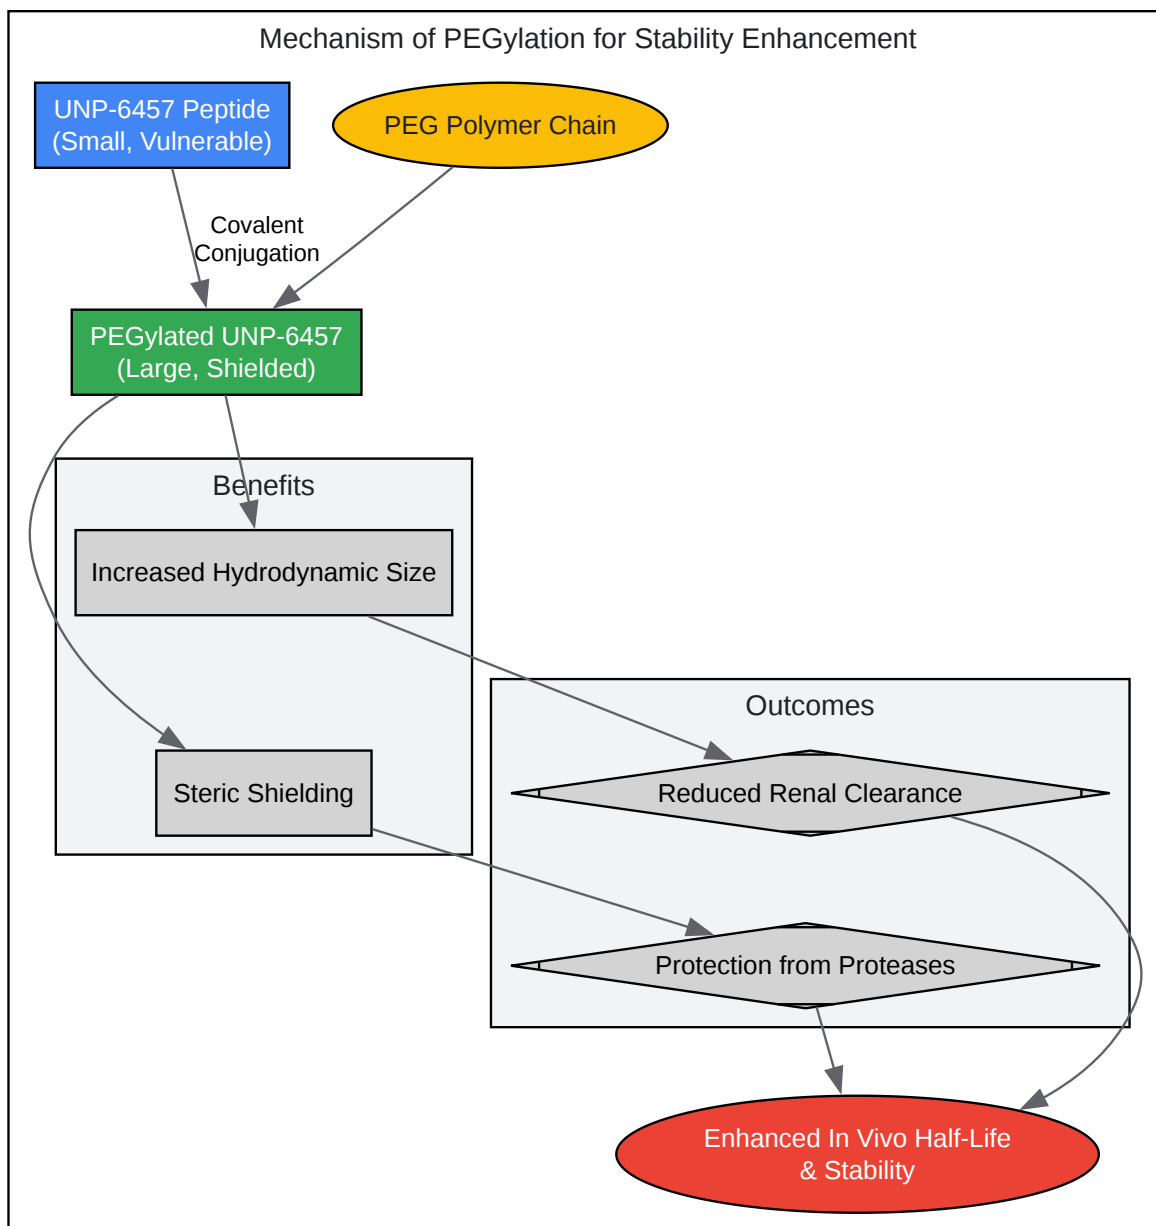 Mechanism of PEGylation for Stability Enhancement
UNP-6457 Peptide
(Small, Vulnerable)
PEG Polymer Chain
Covalent
Conjugation
PEGylated UNP-6457
(Large, Shielded)
Benefits
Increased Hydrodynamic Size
Steric Shielding
Outcomes
Reduced Renal Clearance
Protection from Proteases
Enhanced In Vivo Half-Life
& Stability